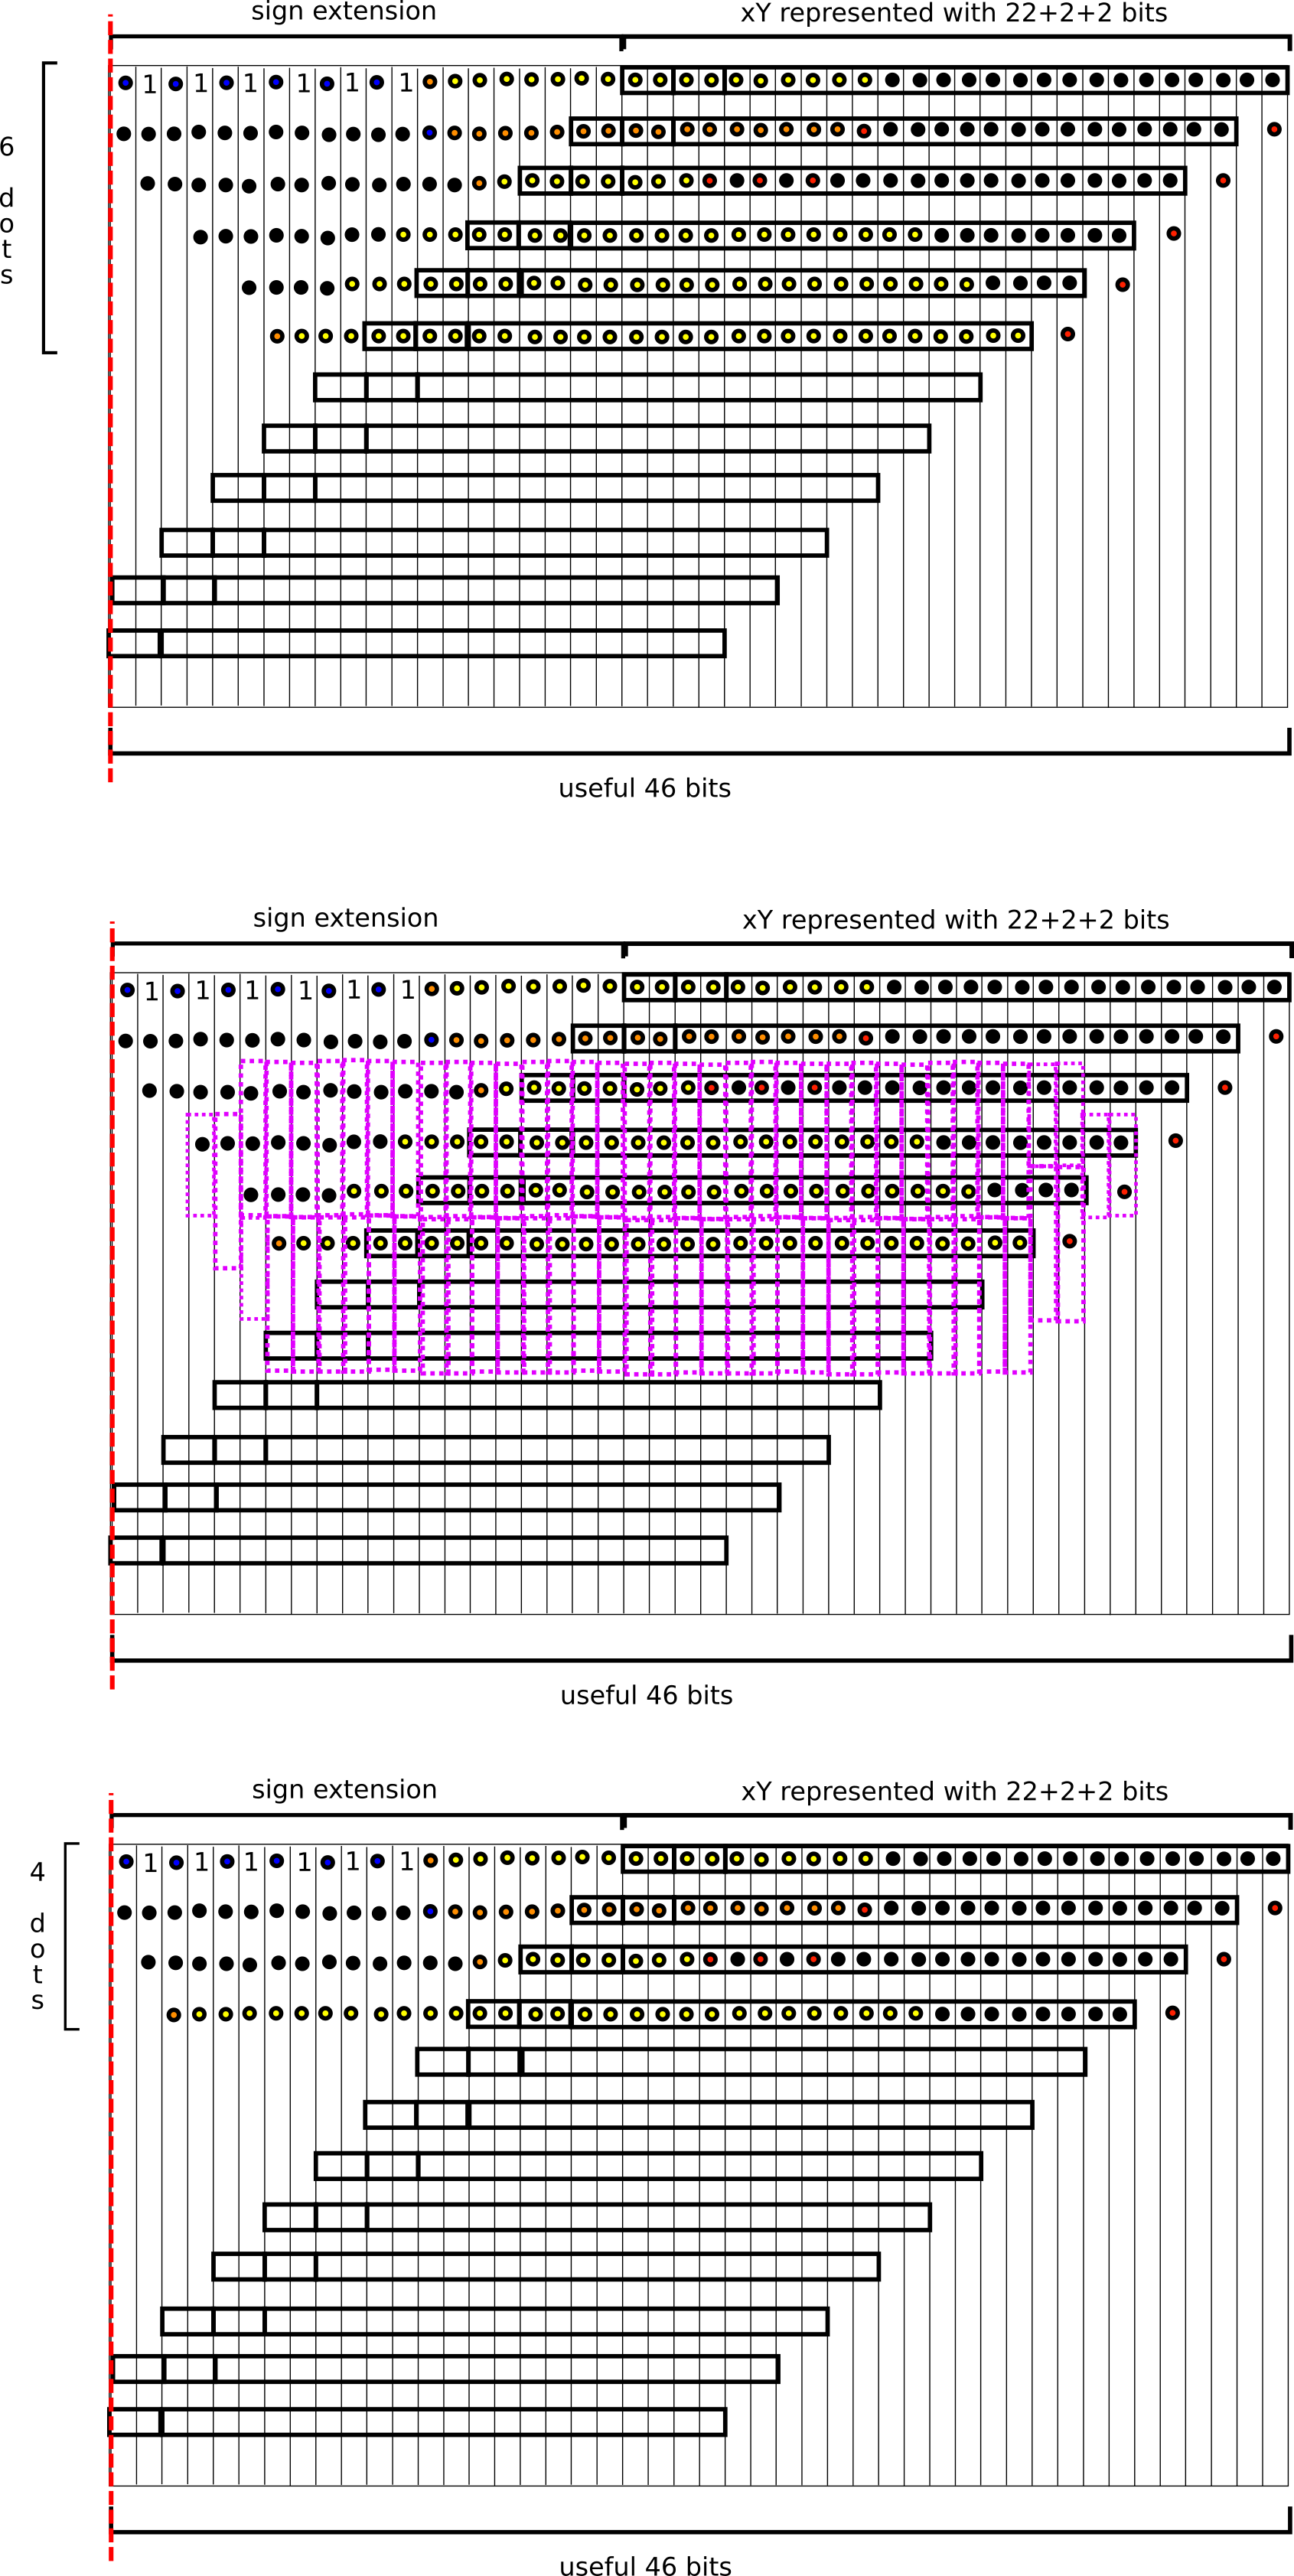 sign extension
xY represented with 22+2+2 bits
1 1 1 1 1 1
6
dots
useful 46 bits
sign extension
xY represented with 22+2+2 bits
1 1 1 1 1 1
useful 46 bits
sign extension
xY represented with 22+2+2 bits
1 1 1 1 1 1
4
dots
useful 46 bits